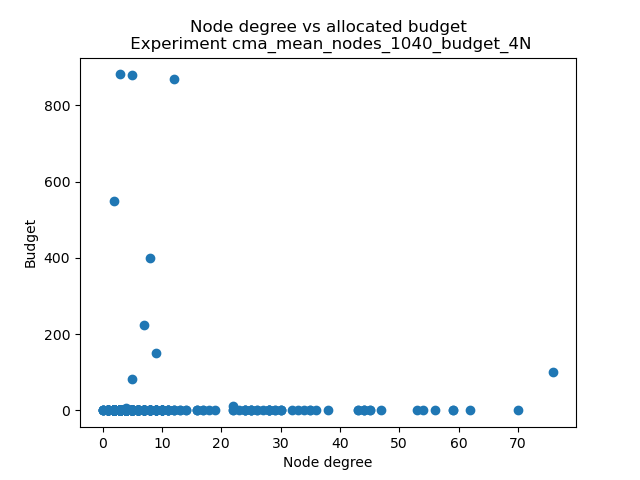 Node degree vs allocated budget
Experiment cma_mean_nodes_1040_budget_4N
800
600
400
200
0
Budget
0 10 20 30 40 50 60 70
Node degree